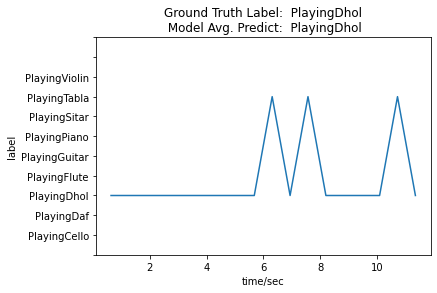 Ground Truth Label:  PlayingDhol
Model Avg. Predict:  PlayingDhol
PlayingViolin
PlayingTabla
PlayingSitar
PlayingPiano
PlayingGuitar
PlayingFlute
PlayingDhol
PlayingDaf
PlayingCello
label
2 4 6 8 10
time/sec